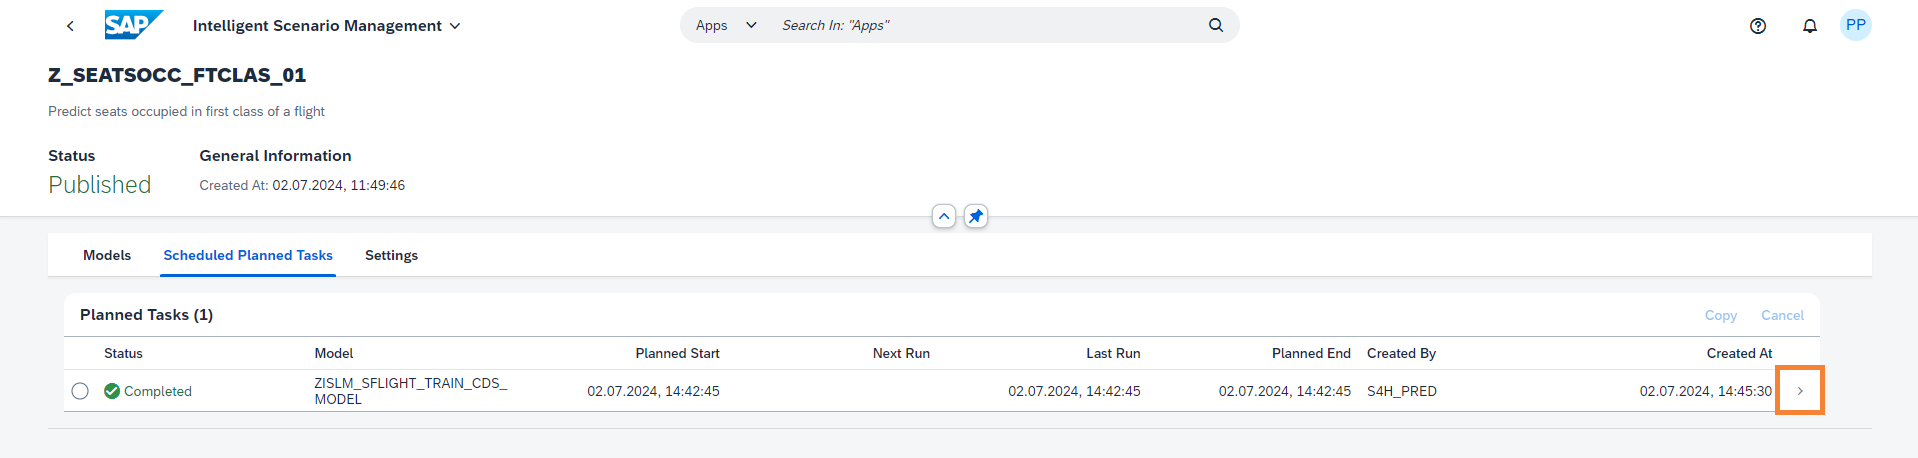 SAP Intelligent Scenario Management Apps Search In: "Apps" PP
Z_SEATSOCC_FTCLAS_01
Predict seats occupied in first class of a flight
Status General Information
Published Created At: 02.07.2024, 11:49:46
Models Scheduled Planned Tasks Settings
Planned Tasks (1) Copy Cancel
Status Model Planned Start Next Run Last Run Planned End Created By Created At
Completed ZISLM_SFLIGHT_TRAIN_CDS_ 02.07.2024, 14:42:45 02.07.2024, 14:42:45 02.07.2024, 14:42:45 S4H_PRED 02.07.2024, 14:45:30
MODEL